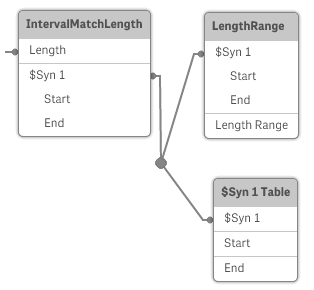 IntervalMatchLength
Length
$Syn 1
Start
End
LengthRange
$Syn 1
Start
End
Length Range
$Syn 1 Table
$Syn 1
Start
End